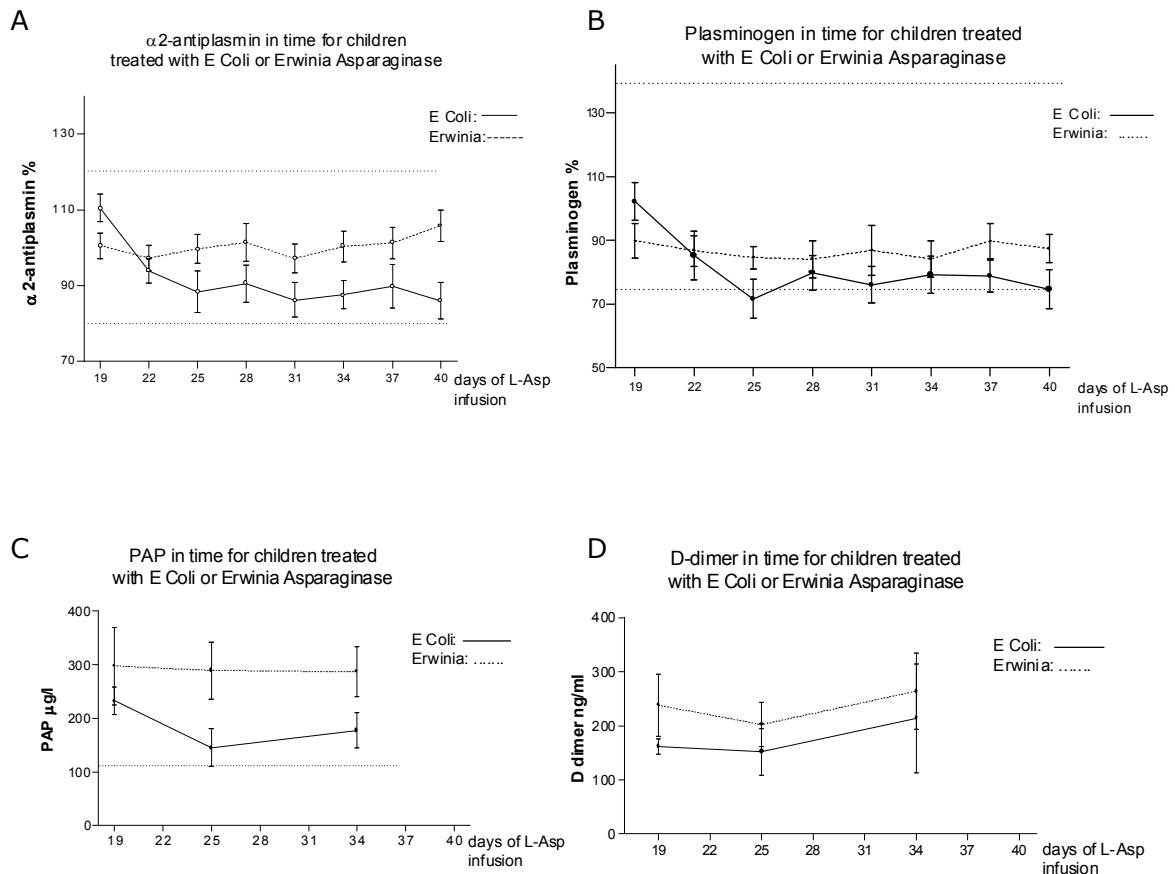 A
α2-antiplasmin in time for children
treated with E Coli or Erwinia Asparaginase
E Coli:
Erwinia:
α 2-antiplasmin %
130
110
90
70
19 22 25 28 31 34 37 40
days of L-Asp
infusion
B
Plasminogen in time for children treated
with E Coli or Erwinia Asparaginase
E Coli:
Erwinia:
Plasminogen %
130
110
90
70
50
19 22 25 28 31 34 37 40
days of L-Asp
infusion
C
PAP in time for children treated
with E Coli or Erwinia Asparaginase
E Coli:
Erwinia:
PAP µg/l
400
300
200
100
0
19 22 25 28 31 34 37 40
days of L-Asp
infusion
D
D-dimer in time for children treated
with E Coli or Erwinia Asparaginase
E Coli:
Erwinia:
D dimer ng/ml
400
300
200
100
0
19 22 25 28 31 34 37 40
days of L-Asp
infusion